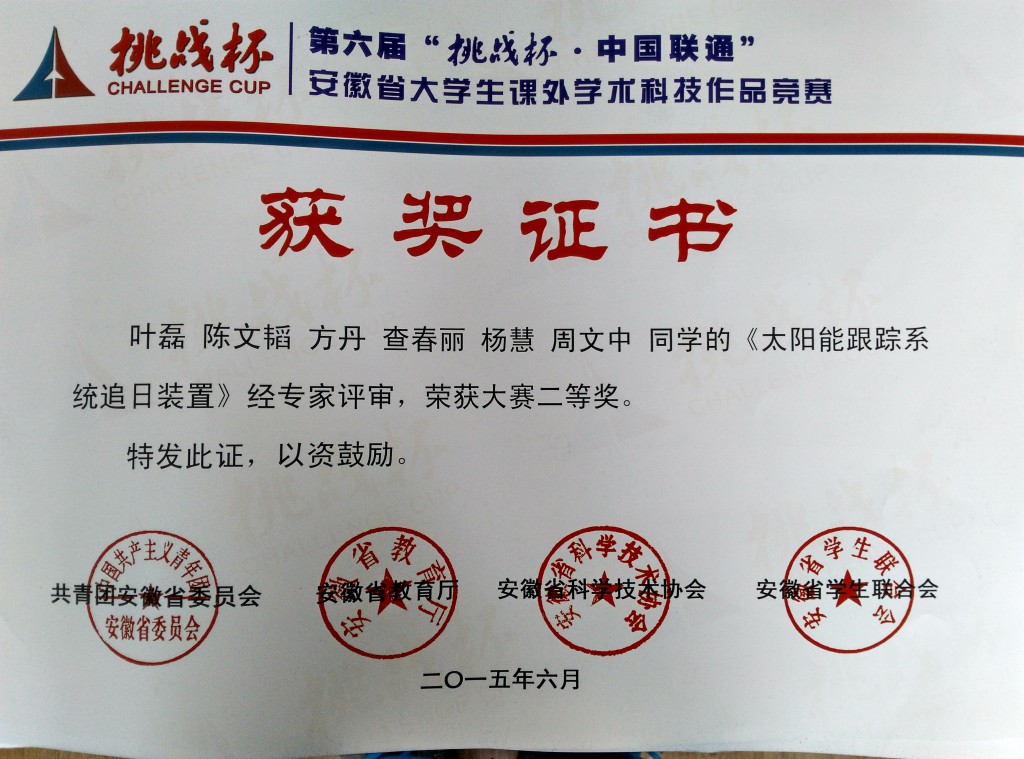 挑战杯
CHALLENGE CUP
第六届“挑战杯·中国联通”
安徽省大学生课外学术科技作品竞赛
获奖证书
叶磊 陈文韬 方丹 查春丽 杨慧 周文中 同学的《太阳能跟踪系
统追日装置》经专家评审，荣获大赛二等奖。
特发此证，以资鼓励。
中国共产主义青年团
安徽省委员会
安徽省教育厅
安徽省科学技术协会
安徽省学生联合会
共青团安徽省委员会 安徽省教育厅 安徽省科学技术协会 安徽省学生联合会
二〇一五年六月